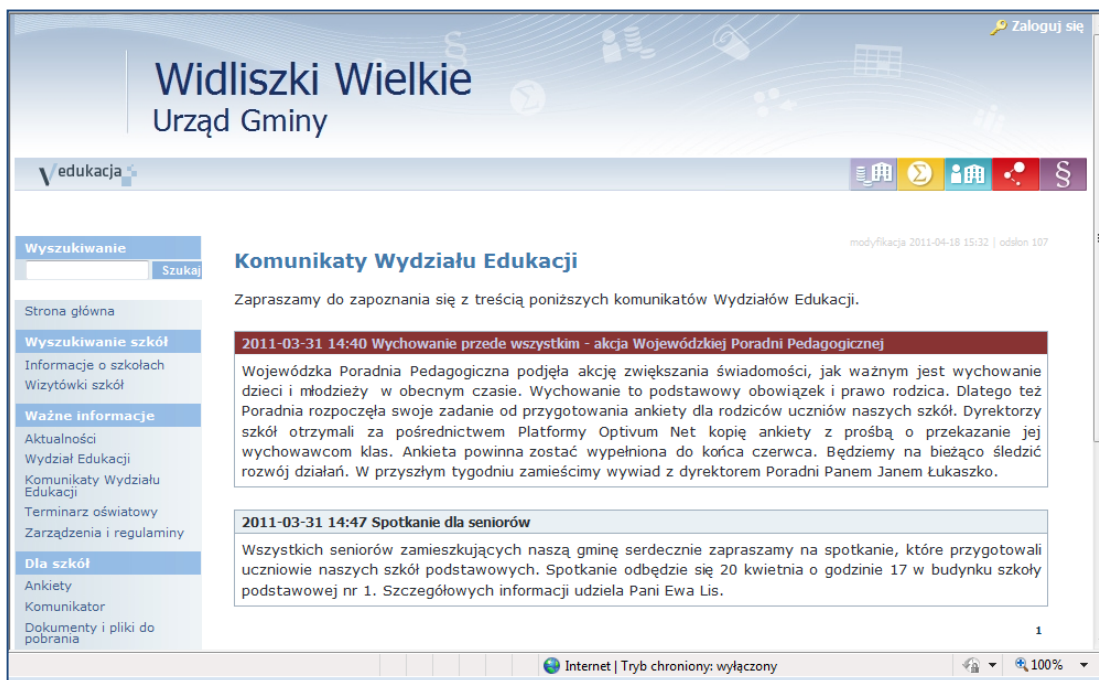 Zaloguj się
Widliszki Wielkie
Urząd Gminy
Vedukacja
Σ
§
modyfikacja 2011-04-18 15:32 | odsłon 107
Wyszukiwanie
Szukaj
Strona główna
Wyszukiwanie szkół
Informacje o szkołach
Wizytówki szkół
Ważne informacje
Aktualności
Wydział Edukacji
Komunikaty Wydziału
Edukacji
Terminarz oświatowy
Zarządzenia i regulaminy
Dla szkół
Ankiety
Komunikator
Dokumenty i pliki do
pobrania
Komunikaty Wydziału Edukacji
Zapraszamy do zapoznania się z treścią poniższych komunikatów Wydziałów Edukacji.
2011-03-31 14:40 Wychowanie przede wszystkim - akcja Wojewódzkiej Poradni Pedagogicznej
Wojewódzka Poradnia Pedagogiczna podjęła akcję zwiększania świadomości, jak ważnym jest wychowanie
dzieci i młodzieży w obecnym czasie. Wychowanie to podstawowy obowiązek i prawo rodzica. Dlatego też
Poradnia rozpoczęła swoje zadanie od przygotowania ankiety dla rodziców uczniów naszych szkół. Dyrektorzy
szkół otrzymali za pośrednictwem Platformy Optivum Net kopię ankiety z prośbą o przekazanie jej
wychowawcom klas. Ankieta powinna zostać wypełniona do końca czerwca. Będziemy na bieżąco śledzić
rozwój działań. W przyszłym tygodniu zamieścimy wywiad z dyrektorem Poradni Panem Janem Łukaszko.
2011-03-31 14:47 Spotkanie dla seniorów
Wszystkich seniorów zamieszkujących naszą gminę serdecznie zapraszamy na spotkanie, które przygotowali
uczniowie naszych szkół podstawowych. Spotkanie odbędzie się 20 kwietnia o godzinie 17 w budynku szkoły
podstawowej nr 1. Szczegółowych informacji udziela Pani Ewa Lis.
1
Internet | Tryb chroniony: wyłączony
100%